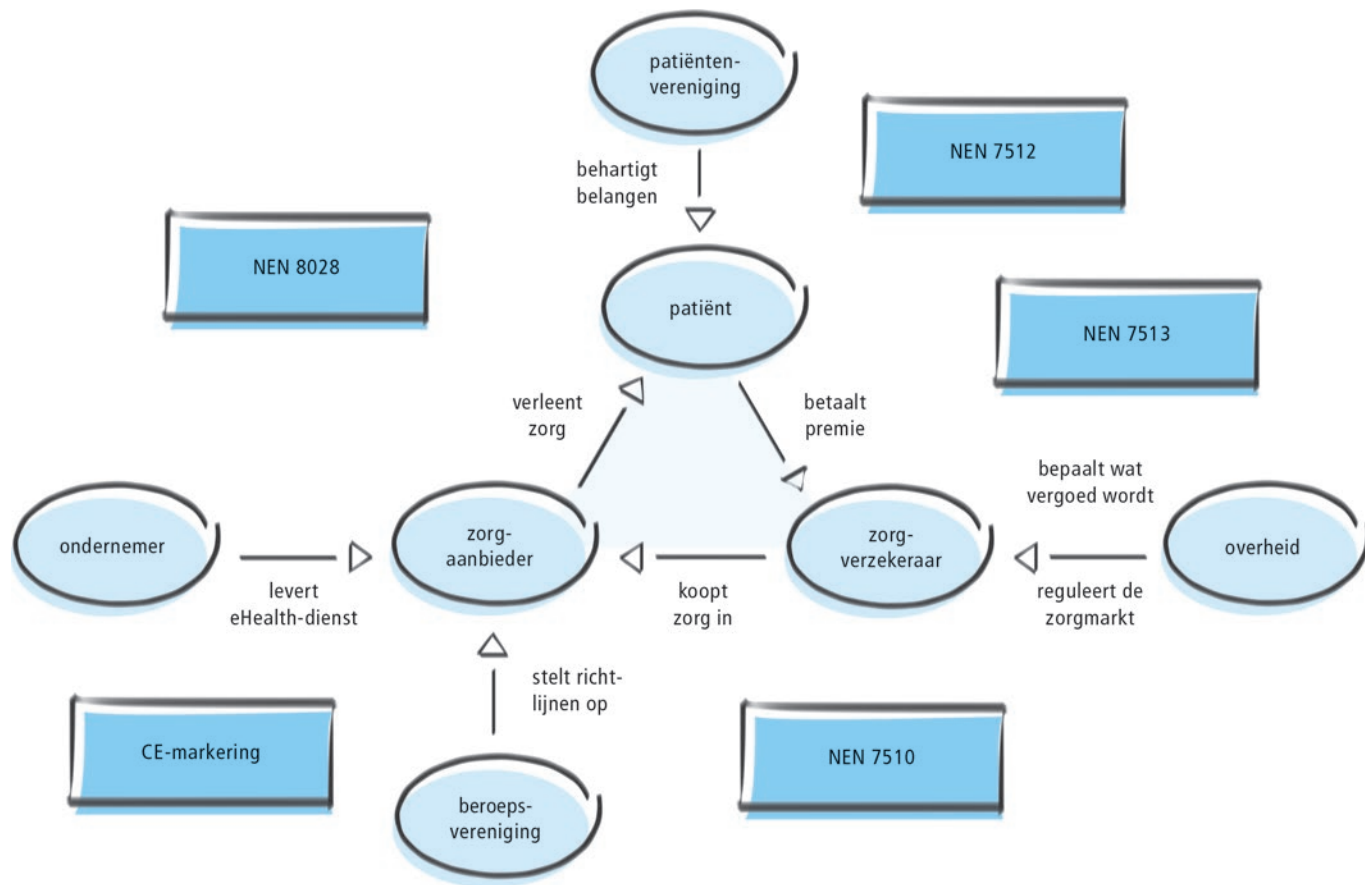 patiënten-
vereniging
NEN 7512
behartigt
belangen
NEN 8028
patiënt
NEN 7513
verleent
zorg
betaalt
premie
bepaalt wat
vergoed wordt
ondernemer
zorg-
aanbieder
zorg-
verzekeraar
overheid
levert
eHealth-dienst
koopt
zorg in
reguleert de
zorgmarkt
stelt richt-
lijnen op
CE-markering
NEN 7510
beroeps-
vereniging